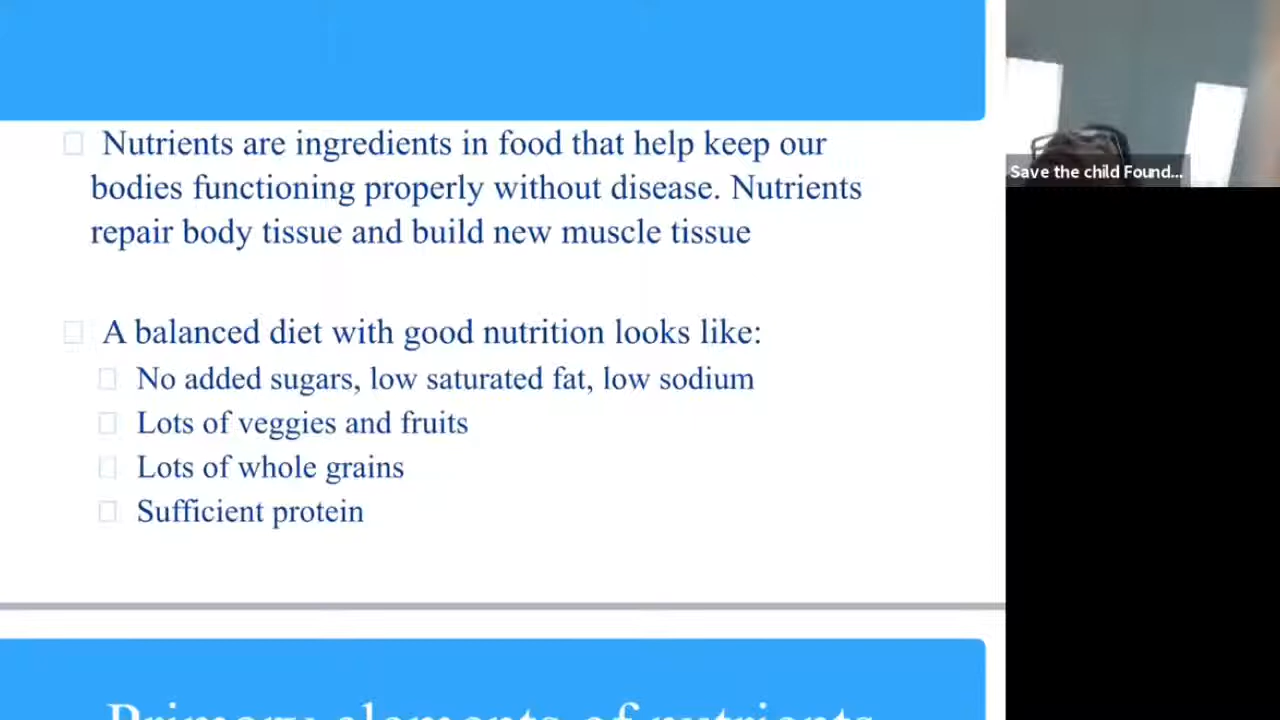 Nutrients are ingredients in food that help keep our
bodies functioning properly without disease. Nutrients
repair body tissue and build new muscle tissue
A balanced diet with good nutrition looks like:
No added sugars, low saturated fat, low sodium
Lots of veggies and fruits
Lots of whole grains
Sufficient protein
Primary elements of nutrients
Save the child Found...